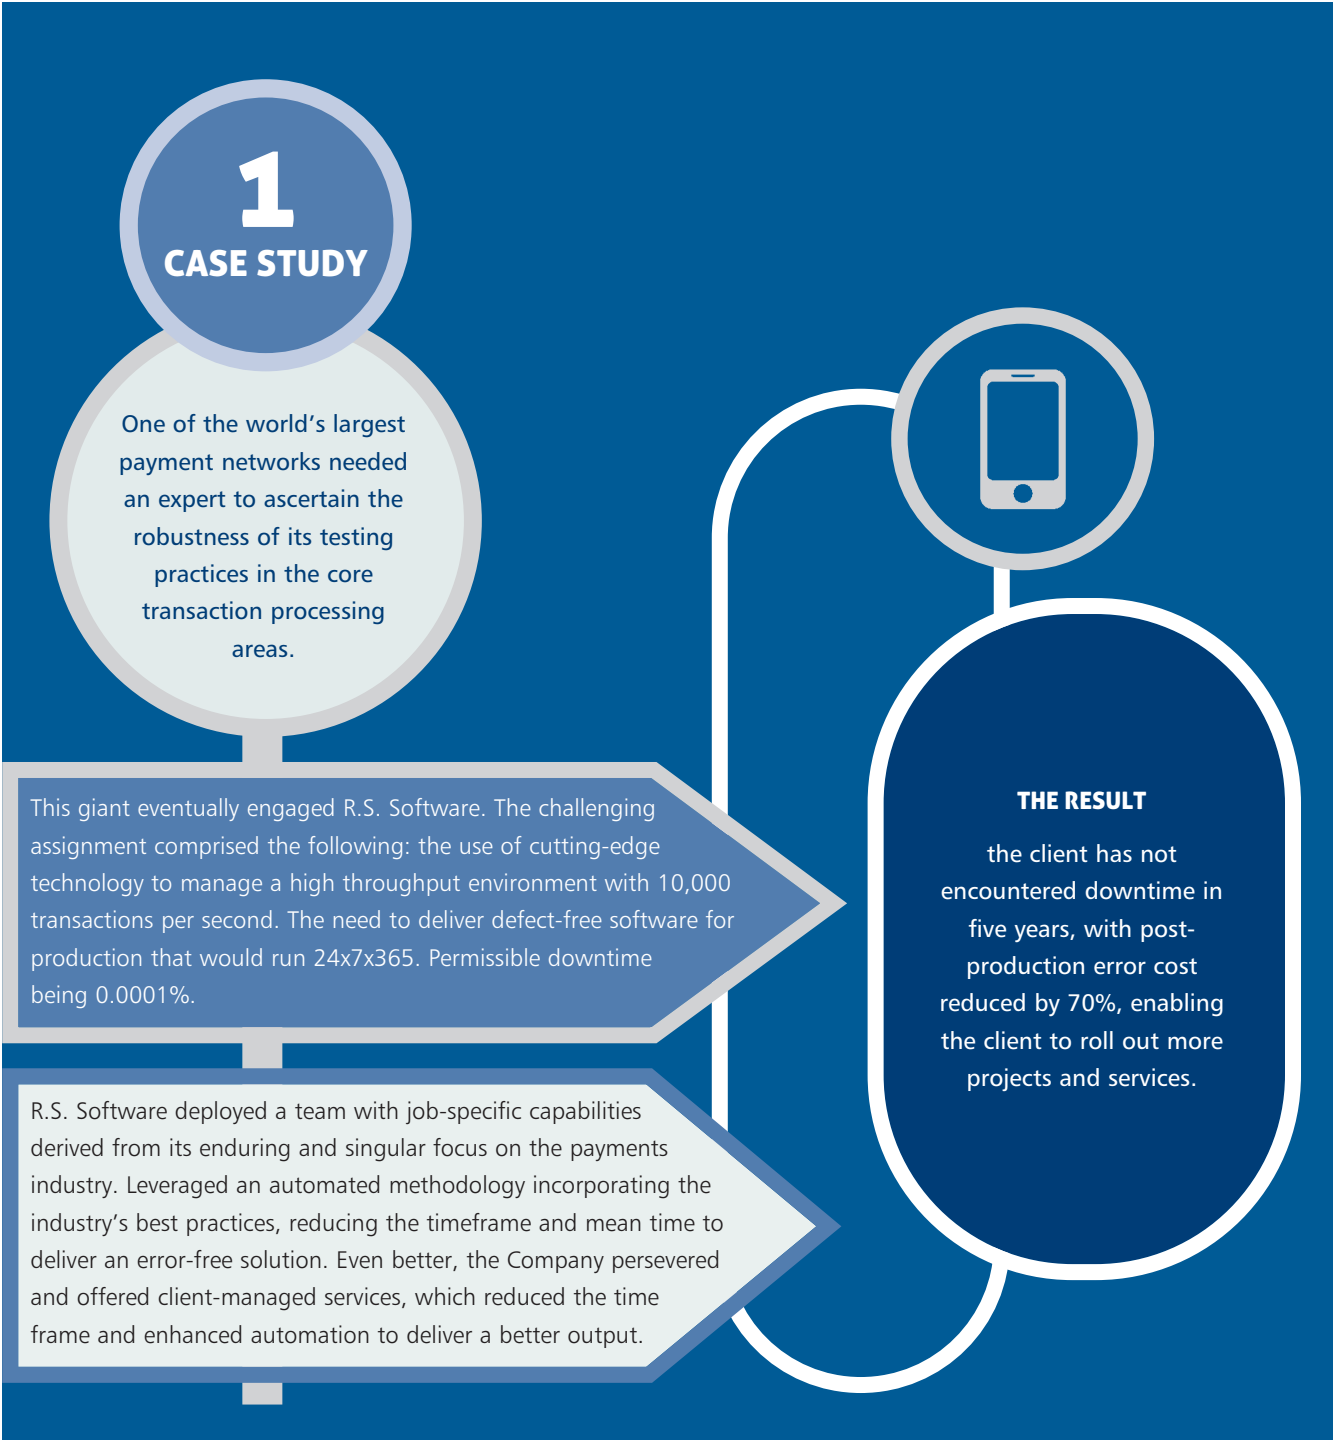 1
CASE STUDY
One of the world’s largest
payment networks needed
an expert to ascertain the
robustness of its testing
practices in the core
transaction processing
areas.
This giant eventually engaged R.S. Software. The challenging
assignment comprised the following: the use of cutting-edge
technology to manage a high throughput environment with 10,000
transactions per second. The need to deliver defect-free software for
production that would run 24x7x365. Permissible downtime
being 0.0001%.
R.S. Software deployed a team with job-specific capabilities
derived from its enduring and singular focus on the payments
industry. Leveraged an automated methodology incorporating the
industry’s best practices, reducing the timeframe and mean time to
deliver an error-free solution. Even better, the Company persevered
and offered client-managed services, which reduced the time
frame and enhanced automation to deliver a better output.
THE RESULT
the client has not
encountered downtime in
five years, with post-
production error cost
reduced by 70%, enabling
the client to roll out more
projects and services.